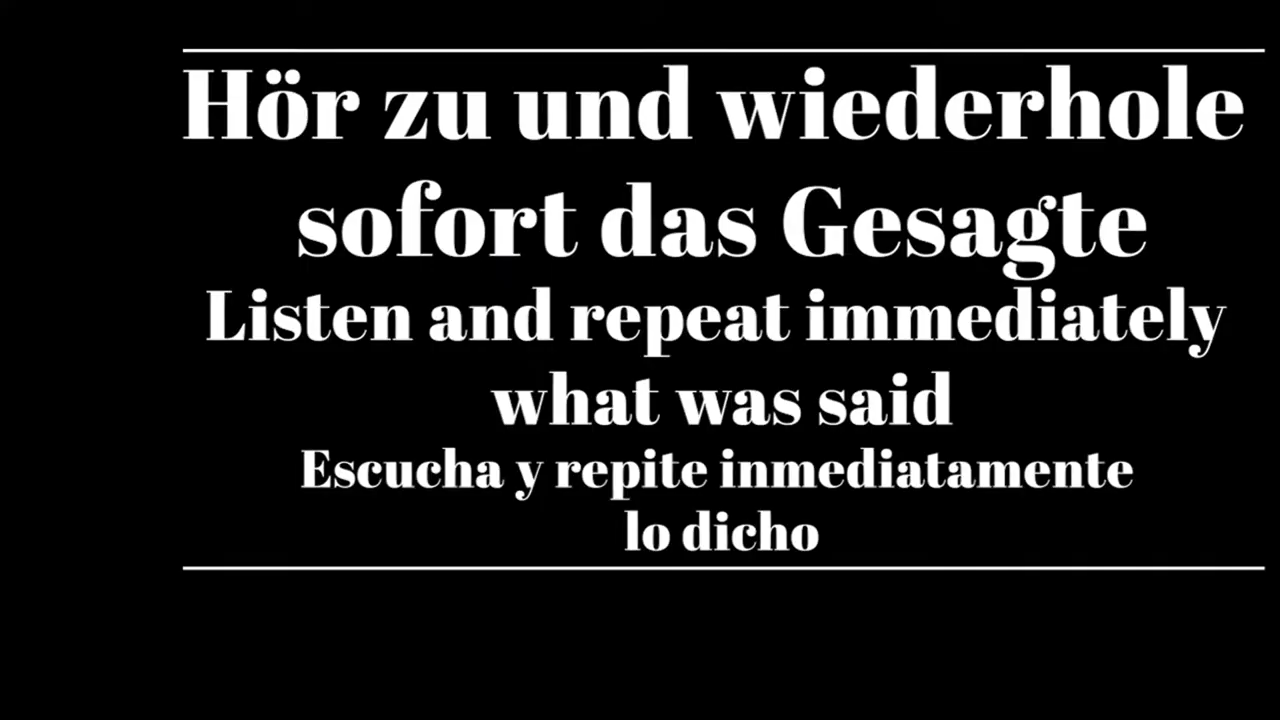 Hör zu und wiederhole
sofort das Gesagte
Listen and repeat immediately
what was said
Escucha y repite inmediatamente
lo dicho